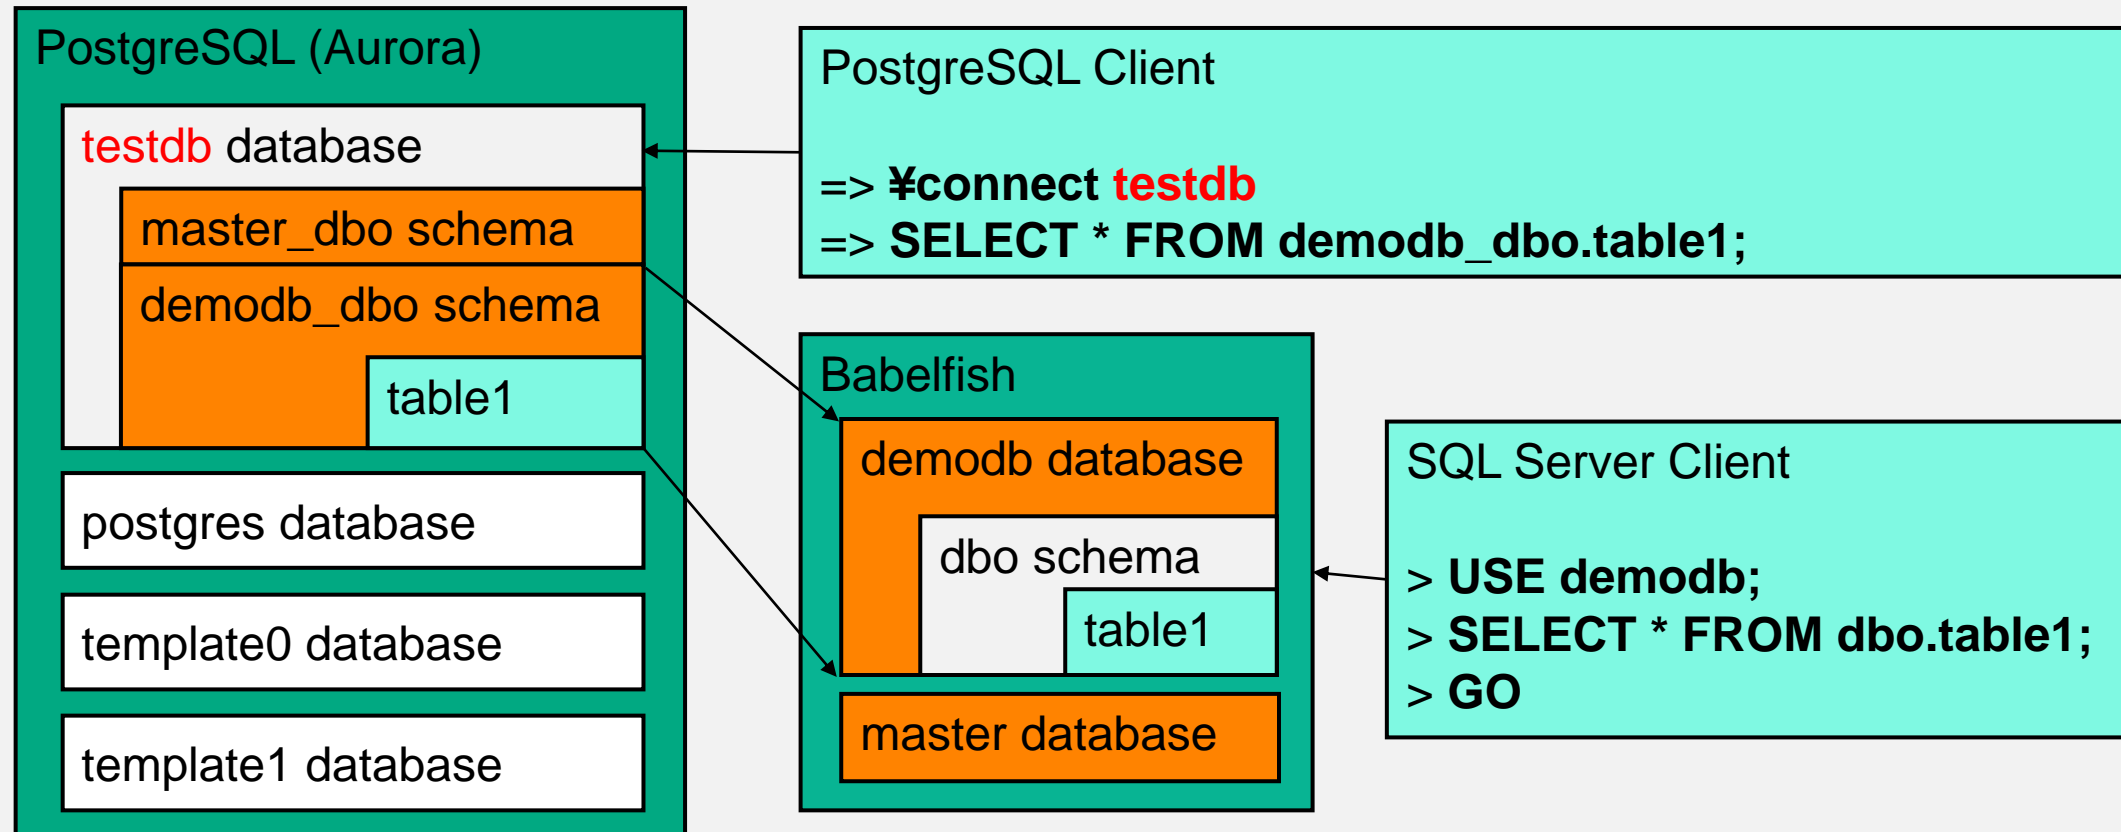 PostgreSQL (Aurora)
testdb database
master_dbo schema
demodb_dbo schema
table1
postgres database
template0 database
template1 database
PostgreSQL Client
=> ¥connect testdb
=> SELECT * FROM demodb_dbo.table1;
Babelfish
demodb database
dbo schema
table1
master database
SQL Server Client
> USE demodb;
> SELECT * FROM dbo.table1;
> GO